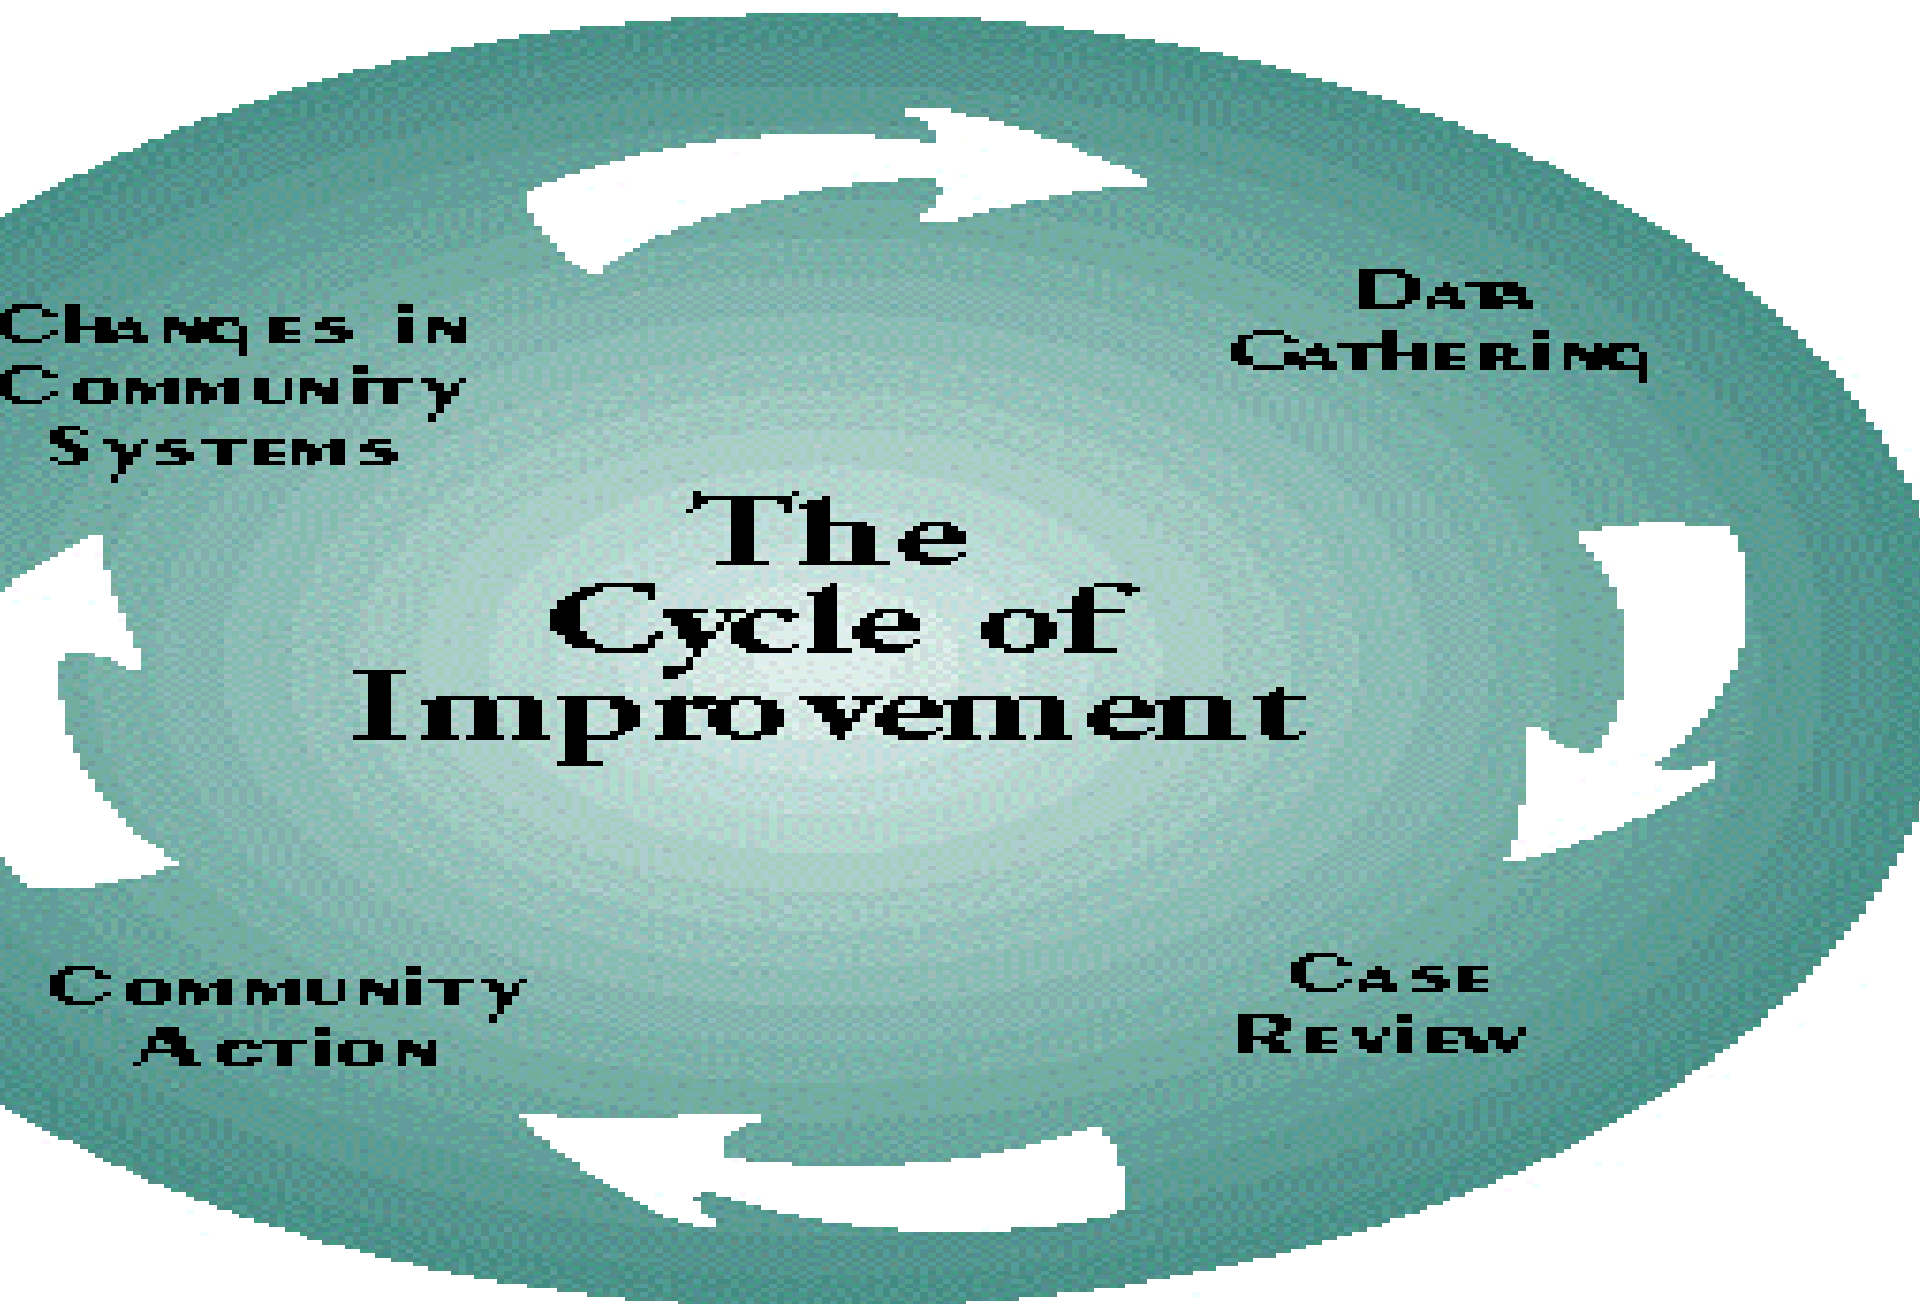 Data
Gathering
Changes in
Community
Systems
The
Cycle of
Improvement
Community
Action
Case
Review